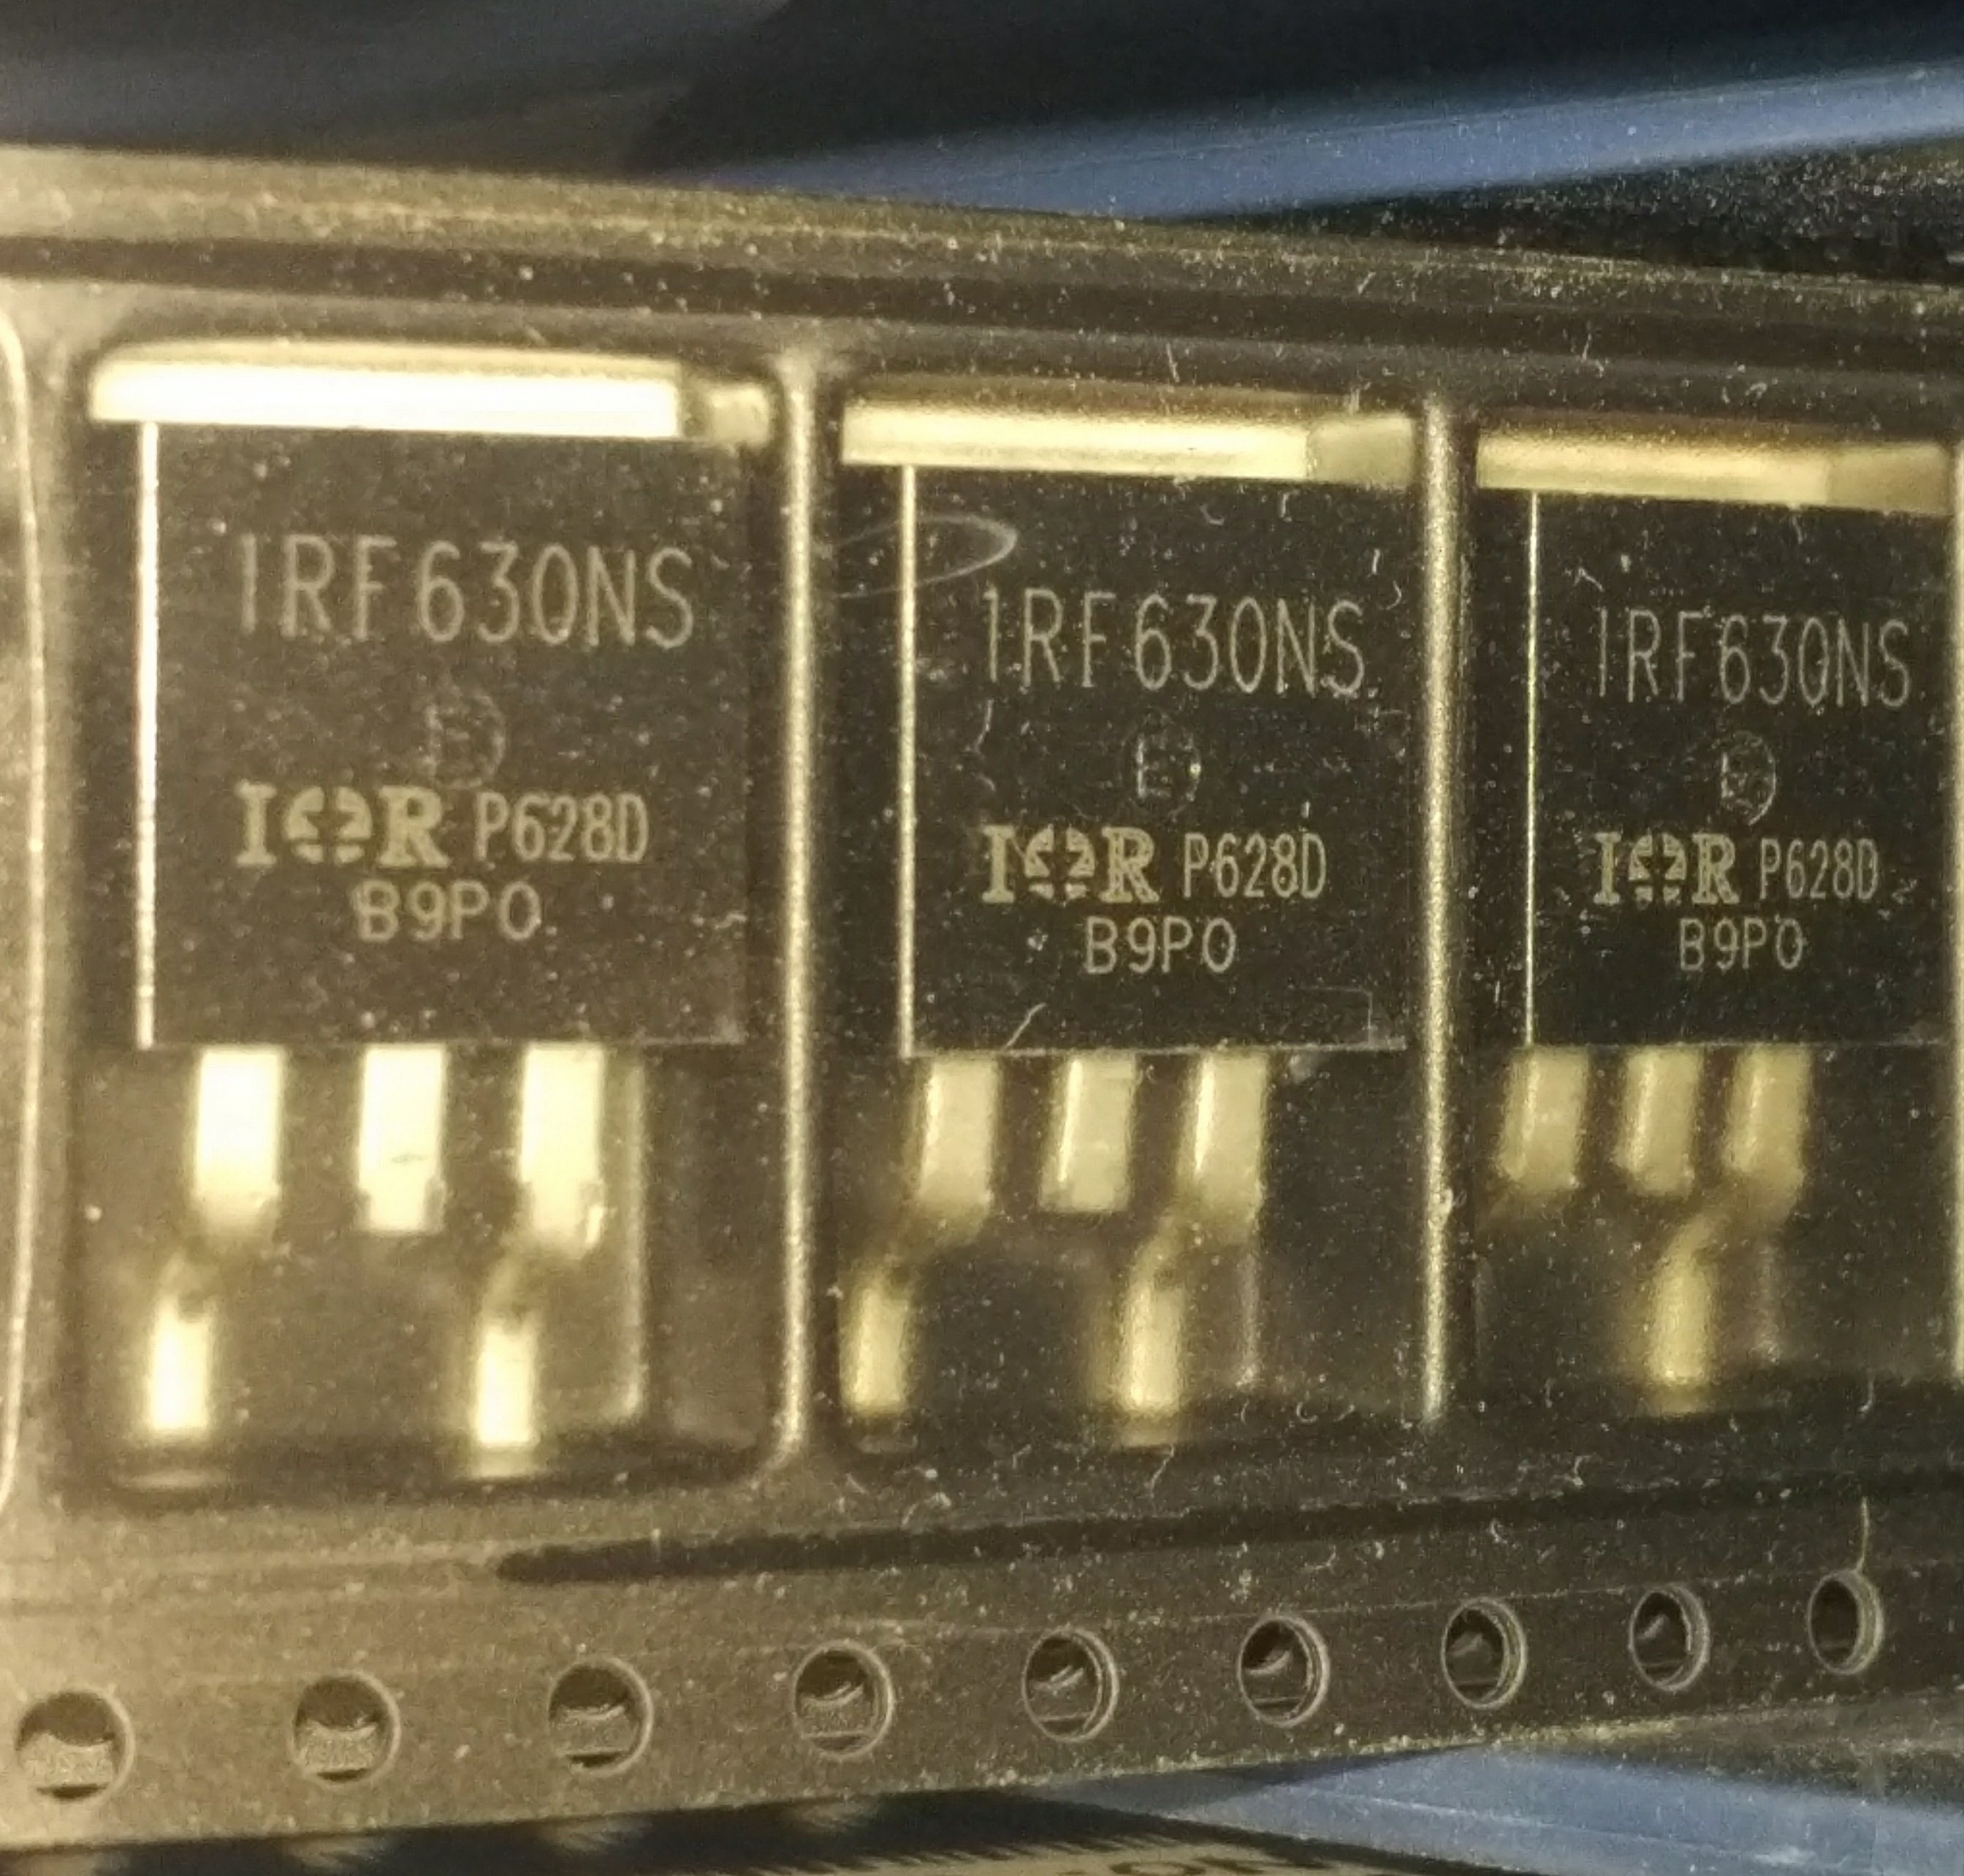 IRF630NS
E
IOR P628D
B9PO
IRF630NS
E
IOR P628D
B9PO
IRF630NS
E
IOR P628D
B9PO